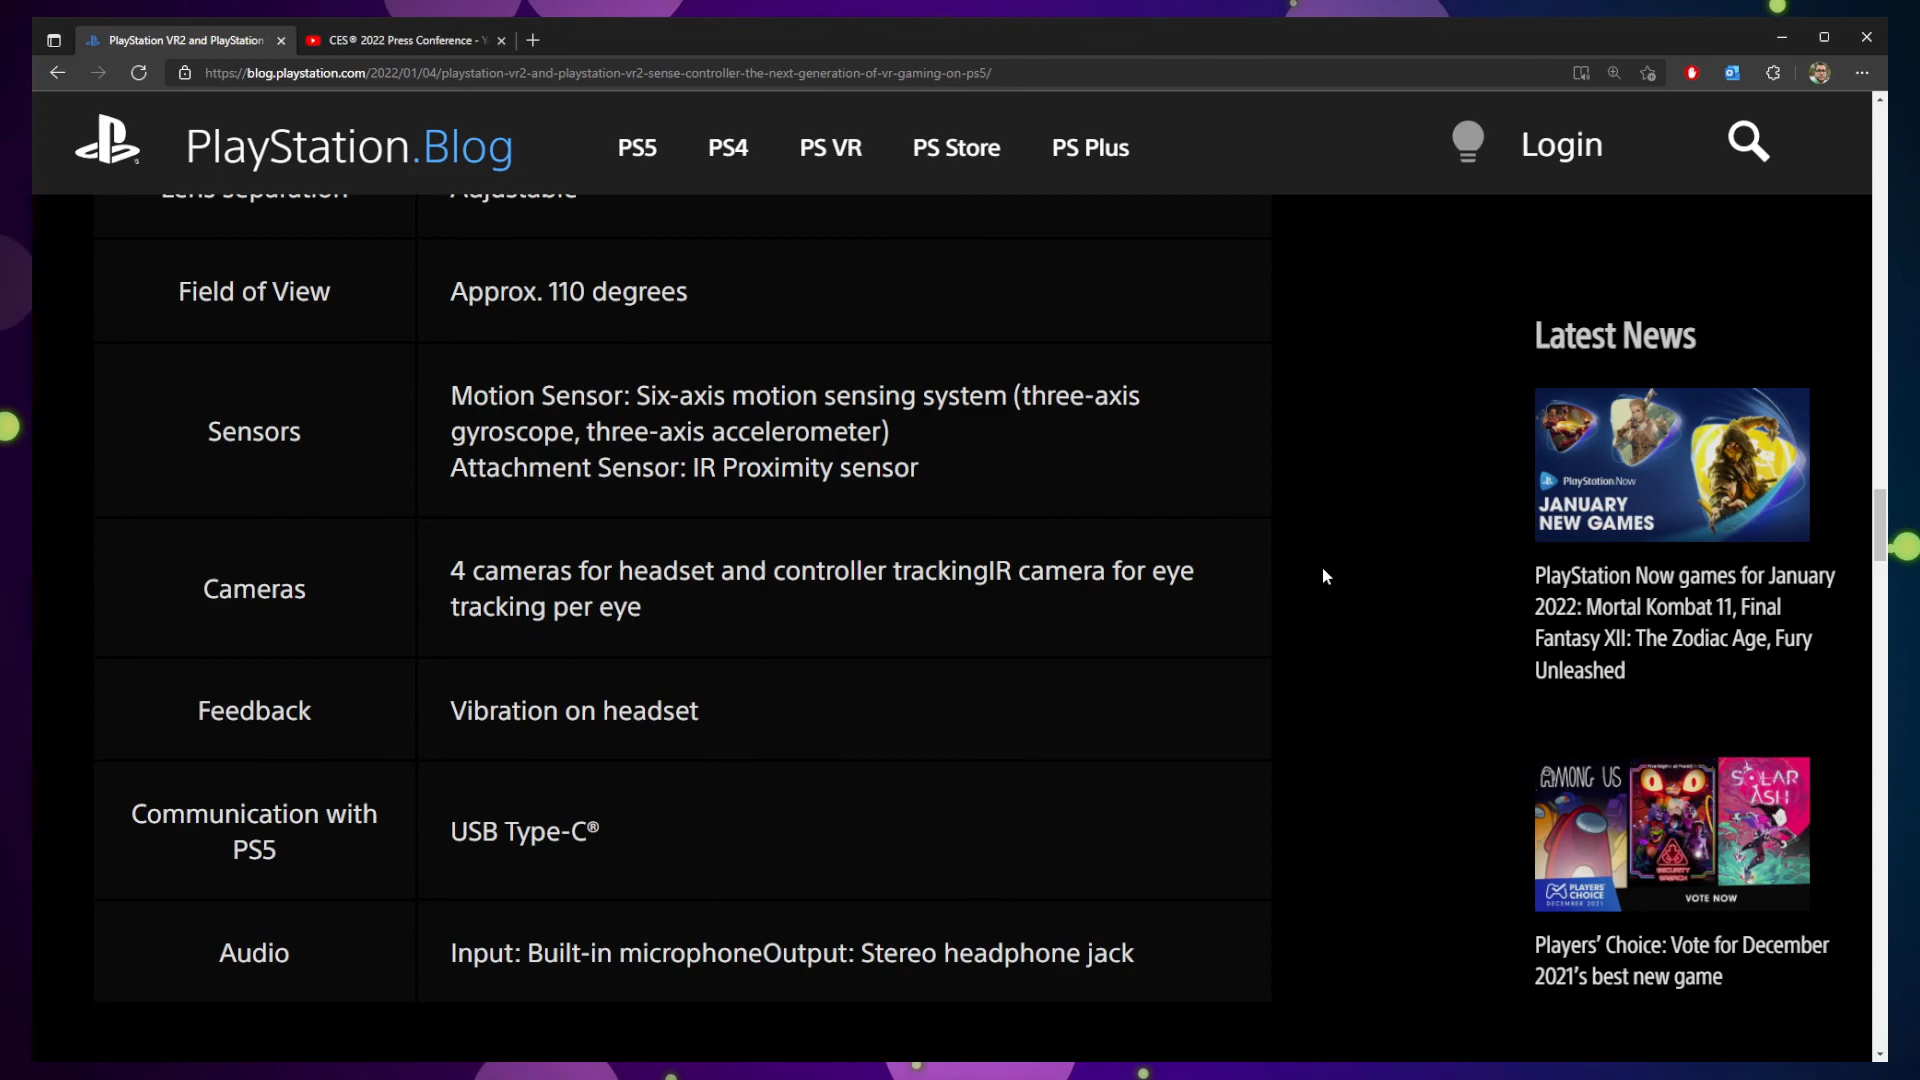 PlayStation VR2 and PlayStation
CES® 2022 Press Conference - Y
https://blog.playstation.com/2022/01/04/playstation-vr2-and-playstation-vr2-sense-controller-the-next-generation-of-vr-gaming-on-ps5/
PlayStation.Blog
PS5
PS4
PS VR
PS Store
PS Plus
Login
Lens separation
Adjustable
Field of View
Approx. 110 degrees
Sensors
Motion Sensor: Six-axis motion sensing system (three-axis
gyroscope, three-axis accelerometer)
Attachment Sensor: IR Proximity sensor
Cameras
4 cameras for headset and controller trackingIR camera for eye
tracking per eye
Feedback
Vibration on headset
Communication with
PS5
USB Type-C®
Audio
Input: Built-in microphoneOutput: Stereo headphone jack
Latest News
PlayStation Now
JANUARY
NEW GAMES
PlayStation Now games for January
2022: Mortal Kombat 11, Final
Fantasy XII: The Zodiac Age, Fury
Unleashed
AMONG US
SECURITY
BREACH
SOLAR
ASH
PLAYERS'
CHOICE
DECEMBER 2021
VOTE NOW
Players' Choice: Vote for December
2021's best new game